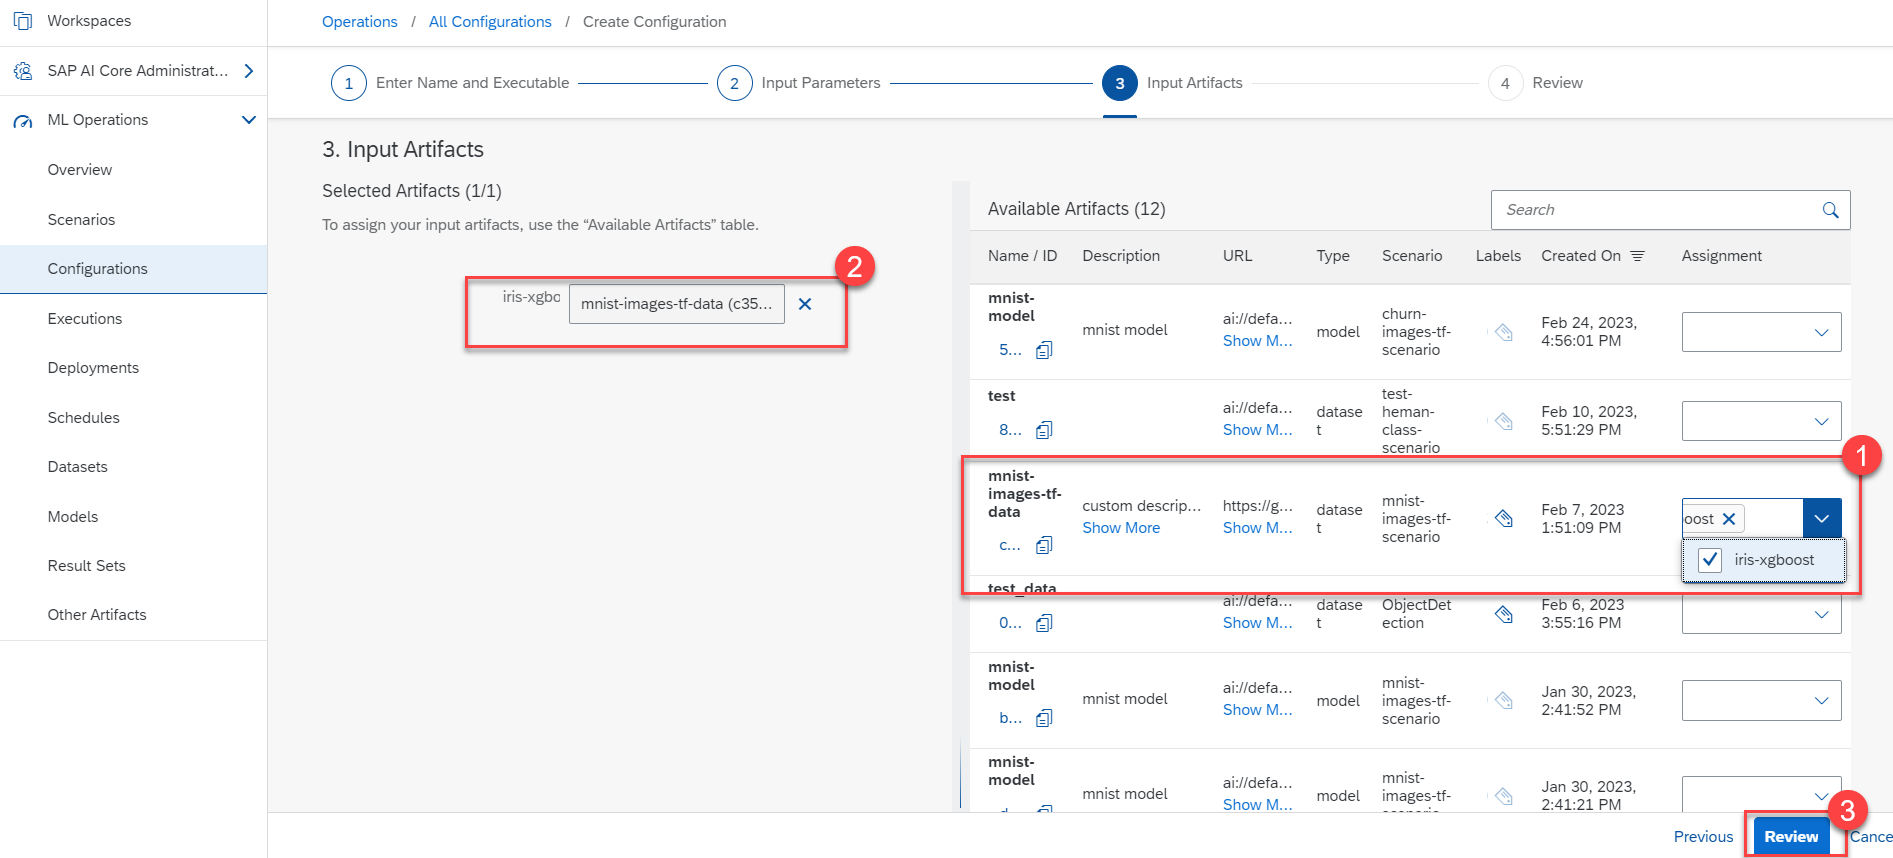 Workspaces
SAP AI Core Administrat...
ML Operations
Overview
Scenarios
Configurations
Executions
Deployments
Schedules
Datasets
Models
Result Sets
Other Artifacts
Operations / All Configurations / Create Configuration
1 Enter Name and Executable 2 Input Parameters 3 Input Artifacts 4 Review
3. Input Artifacts
Selected Artifacts (1/1)
To assign your input artifacts, use the “Available Artifacts” table.
2
iris-xgbo mnist-images-tf-data (c35...
Available Artifacts (12) Search
Name / ID Description URL Type Scenario Labels Created On Assignment
mnist-
model
5...
mnist model
ai://defa...
Show M...
model
churn-
images-tf-
scenario
Feb 24, 2023,
4:56:01 PM
test
8...
ai://defa...
Show M...
datase
t
test-
heman-
class-
scenario
Feb 10, 2023,
5:51:29 PM
1
mnist-
images-tf-
data
c...
custom descrip...
Show More
https://g...
Show M...
datase
t
mnist-
images-tf-
scenario
Feb 7, 2023
1:51:09 PM
oost
iris-xgboost
test_data
0...
ai://defa...
Show M...
datase
t
ObjectDet
ection
Feb 6, 2023
3:55:16 PM
mnist-
model
b...
mnist model
ai://defa...
Show M...
model
mnist-
images-tf-
scenario
Jan 30, 2023,
2:41:52 PM
mnist-
model
mnist model
ai://defa...
Show M...
model
mnist-
images-tf-
scenario
Jan 30, 2023,
2:41:21 PM
3
Previous Review Cance